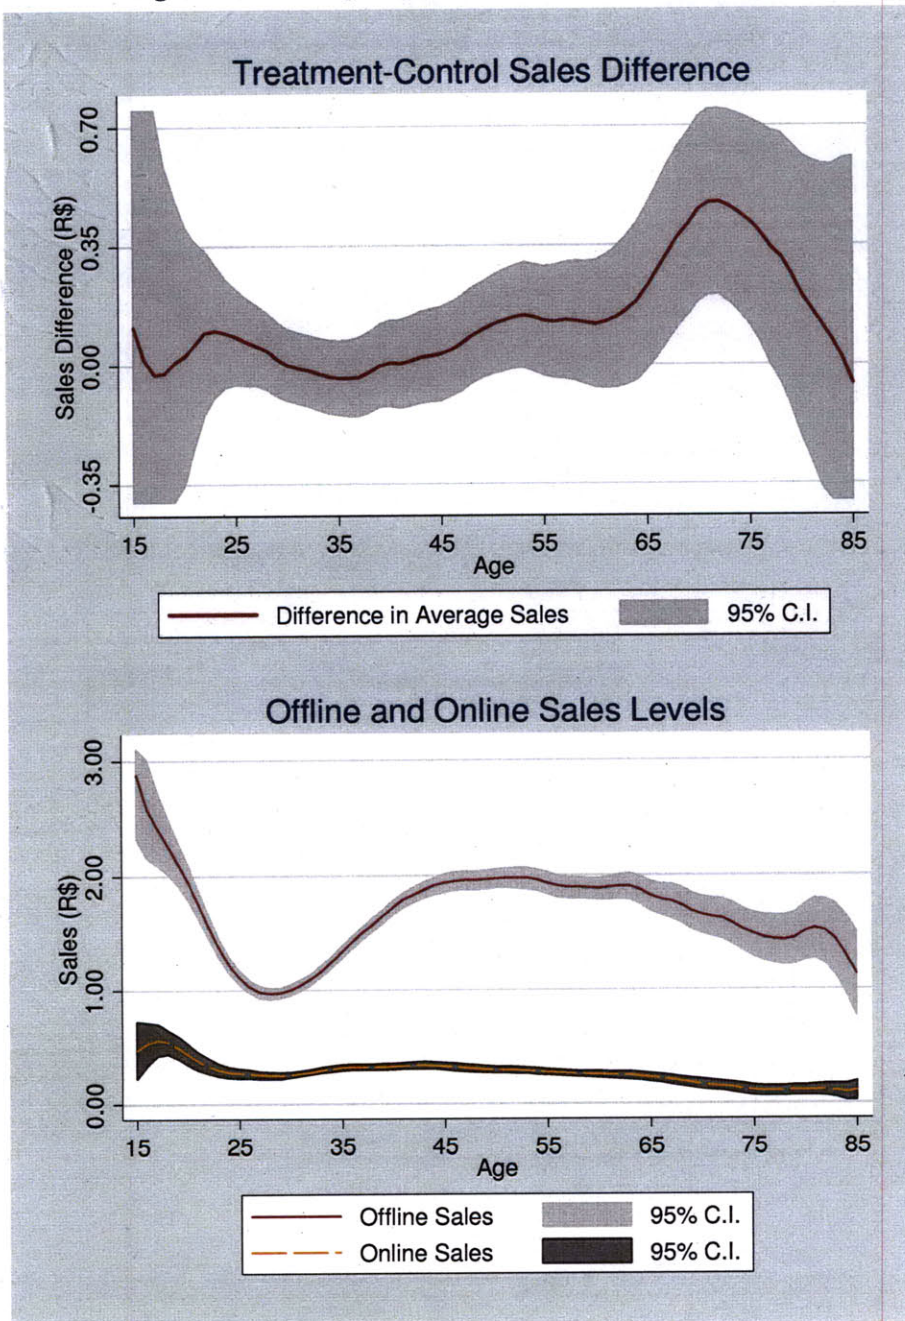 Treatment-Control Sales Difference
Sales Difference (R$)
0.70
0.35
0.00
-0.35
15 25 35 45 55 65 75 85
Age
Difference in Average Sales 95% C.I.
Offline and Online Sales Levels
Sales (R$)
3.00
2.00
1.00
0.00
15 25 35 45 55 65 75 85
Age
Offline Sales 95% C.I.
Online Sales 95% C.I.